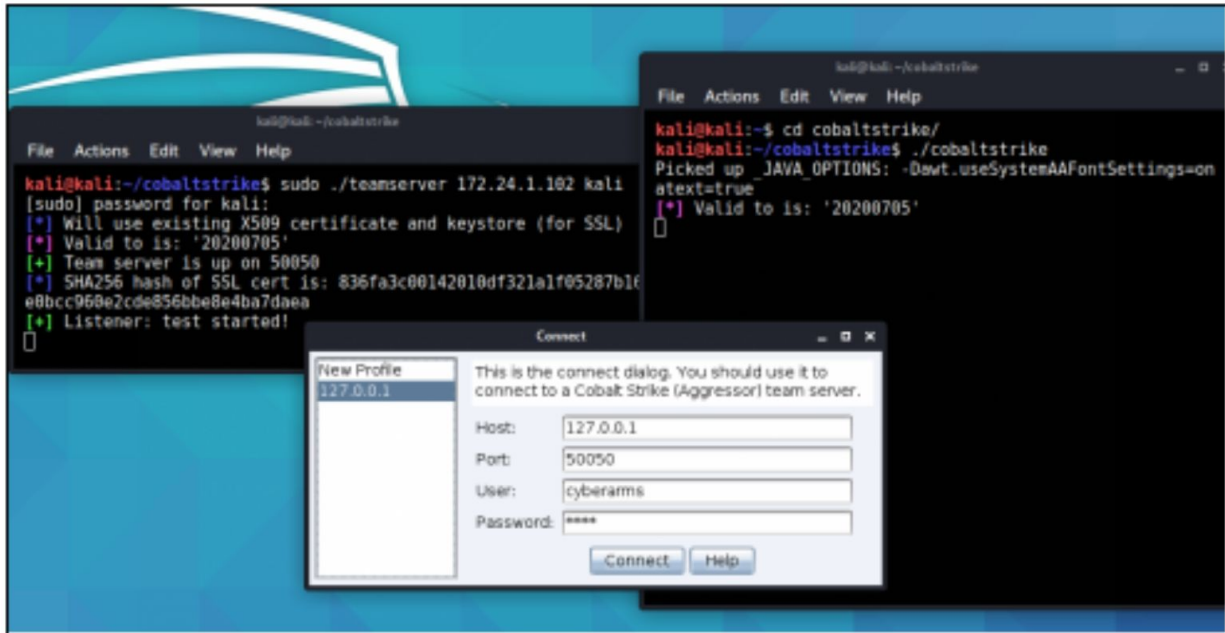 kali@kali: ~/cobaltstrike
File Actions Edit View Help
kali@kali:~/cobaltstrike$ sudo ./teamserver 172.24.1.102 kali
[sudo] password for kali:
[*] Will use existing X509 certificate and keystore (for SSL)
[*] Valid to is: '20200705'
[+] Team server is up on 50050
[*] SHA256 hash of SSL cert is: 836fa3c00142010df321a1f05287b16
e0bcc960e2cde856bbe8e4ba7daea
[+] Listener: test started!
kali@kali: ~/cobaltstrike
File Actions Edit View Help
kali@kali:~$ cd cobaltstrike/
kali@kali:~/cobaltstrike$ ./cobaltstrike
Picked up _JAVA_OPTIONS: -Dawt.useSystemAAFontSettings=on
atext=true
[*] Valid to is: '20200705'
Connect
New Profile
127.0.0.1
This is the connect dialog. You should use it to
connect to a Cobalt Strike (Aggressor) team server.
Host: 127.0.0.1
Port: 50050
User: cyberarms
Password: ****
Connect Help